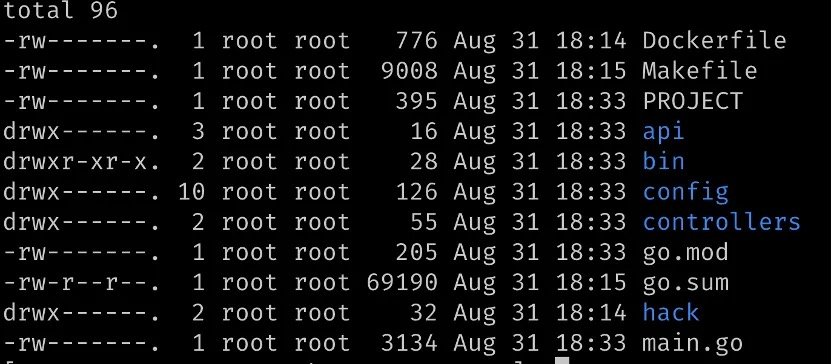 total 96
-rw-------.  1 root root   776 Aug 31 18:14 Dockerfile
-rw-------.  1 root root  9008 Aug 31 18:15 Makefile
-rw-------.  1 root root   395 Aug 31 18:33 PROJECT
drwx------.  3 root root    16 Aug 31 18:33 api
drwxr-xr-x.  2 root root    28 Aug 31 18:33 bin
drwx------. 10 root root   126 Aug 31 18:33 config
drwx------.  2 root root    55 Aug 31 18:33 controllers
-rw-------.  1 root root   205 Aug 31 18:33 go.mod
-rw-r--r--.  1 root root 69190 Aug 31 18:15 go.sum
drwx------.  2 root root    32 Aug 31 18:14 hack
-rw-------.  1 root root  3134 Aug 31 18:33 main.go